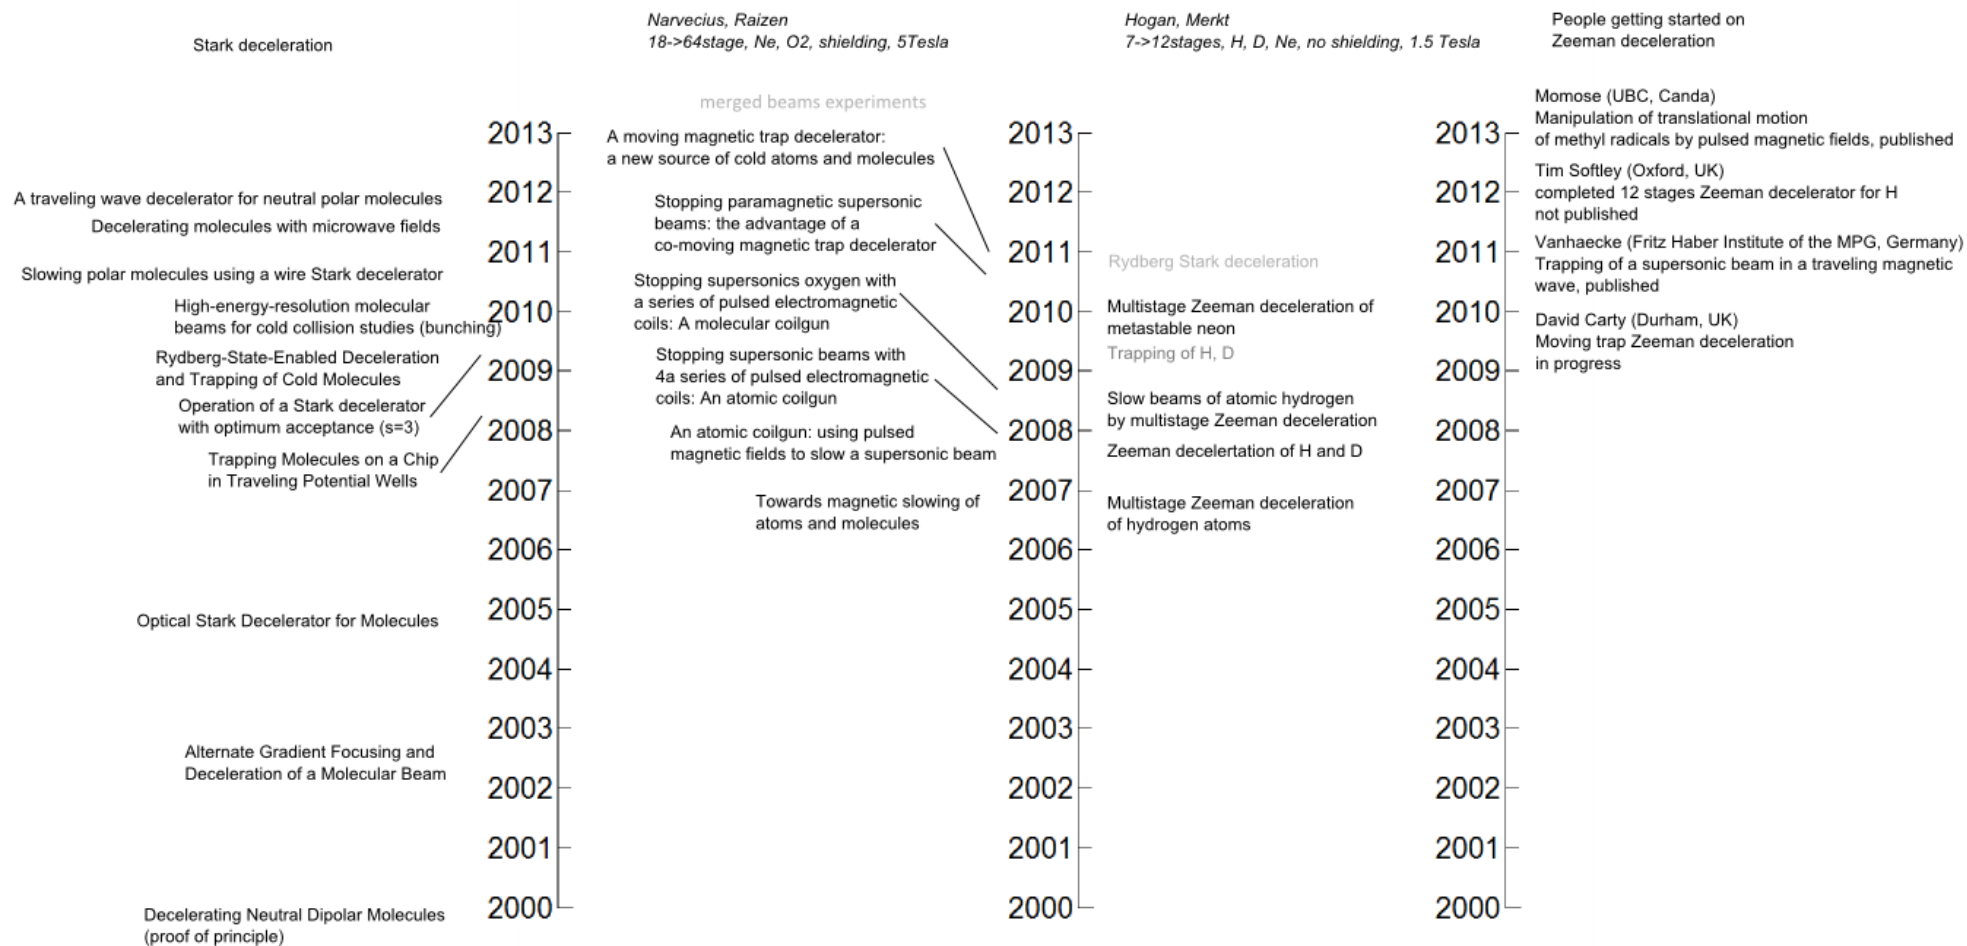 Stark deceleration
A traveling wave decelerator for neutral polar molecules
Decelerating molecules with microwave fields
Slowing polar molecules using a wire Stark decelerator
High-energy-resolution molecular
beams for cold collision studies (bunching)
Rydberg-State-Enabled Deceleration
and Trapping of Cold Molecules
Operation of a Stark decelerator
with optimum acceptance (s=3)
Trapping Molecules on a Chip
in Traveling Potential Wells
Optical Stark Decelerator for Molecules
Alternate Gradient Focusing and
Deceleration of a Molecular Beam
Decelerating Neutral Dipolar Molecules
(proof of principle)
2013
2012
2011
2010
2009
2008
2007
2006
2005
2004
2003
2002
2001
2000
Narvecius, Raizen
18->64stage, Ne, O2, shielding, 5Tesla
merged beams experiments
A moving magnetic trap decelerator:
a new source of cold atoms and molecules
Stopping paramagnetic supersonic
beams: the advantage of a
co-moving magnetic trap decelerator
Stopping supersonics oxygen with
a series of pulsed electromagnetic
coils: A molecular coilgun
Stopping supersonic beams with
4a series of pulsed electromagnetic
coils: An atomic coilgun
An atomic coilgun: using pulsed
magnetic fields to slow a supersonic beam
Towards magnetic slowing of
atoms and molecules
2013
2012
2011
2010
2009
2008
2007
2006
2005
2004
2003
2002
2001
2000
Hogan, Merkt
7->12stages, H, D, Ne, no shielding, 1.5 Tesla
Rydberg Stark deceleration
Multistage Zeeman deceleration of
metastable neon
Trapping of H, D
Slow beams of atomic hydrogen
by multistage Zeeman deceleration
Zeeman decelertation of H and D
Multistage Zeeman deceleration
of hydrogen atoms
2013
2012
2011
2010
2009
2008
2007
2006
2005
2004
2003
2002
2001
2000
People getting started on
Zeeman deceleration
Momose (UBC, Canda)
Manipulation of translational motion
of methyl radicals by pulsed magnetic fields, published
Tim Softley (Oxford, UK)
completed 12 stages Zeeman decelerator for H
not published
Vanhaecke (Fritz Haber Institute of the MPG, Germany)
Trapping of a supersonic beam in a traveling magnetic
wave, published
David Carty (Durham, UK)
Moving trap Zeeman deceleration
in progress